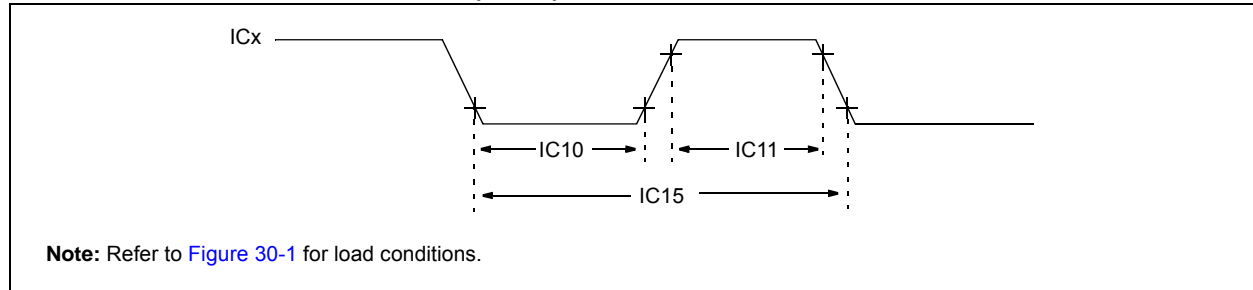 ICx
IC10
IC11
IC15
Note: Refer to Figure 30-1 for load conditions.